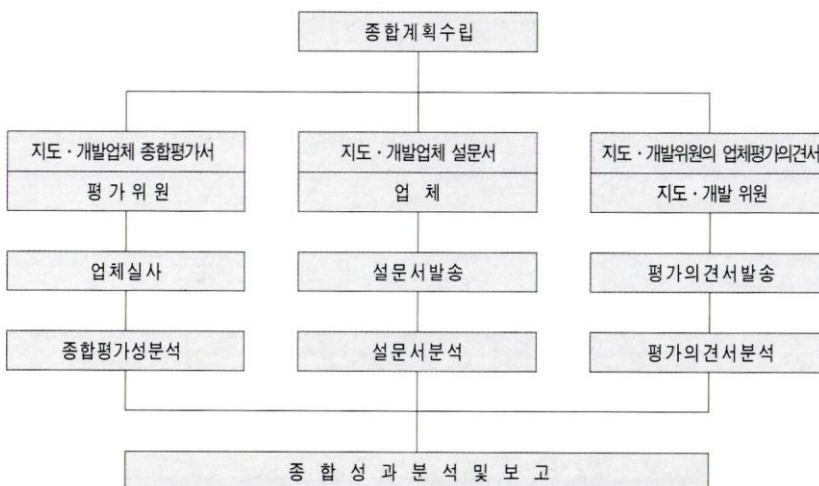 종합계획수립
지도·개발업체 종합평가서
평 가 위 원
업체실사
종합평가성분석
지도·개발업체 설문서
업 체
설문서발송
설문서분석
지도·개발위원의 업체평가의견서
지도·개발 위원
평가의견서발송
평가의견서분석
종 합 성 과 분 석 및 보 고